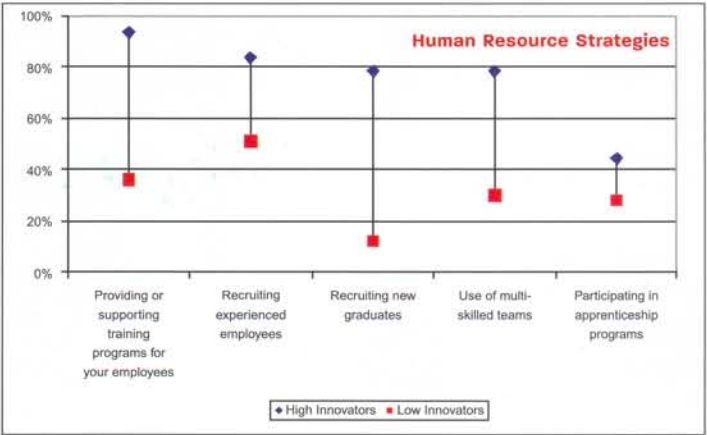 100%
Human Resource Strategies
80%
60%
40%
20%
0%
Providing or
supporting
training
programs for
your employees
Recruiting
experienced
employees
Recruiting new
graduates
Use of multi-
skilled teams
Participating in
apprenticeship
programs
High Innovators
Low Innovators